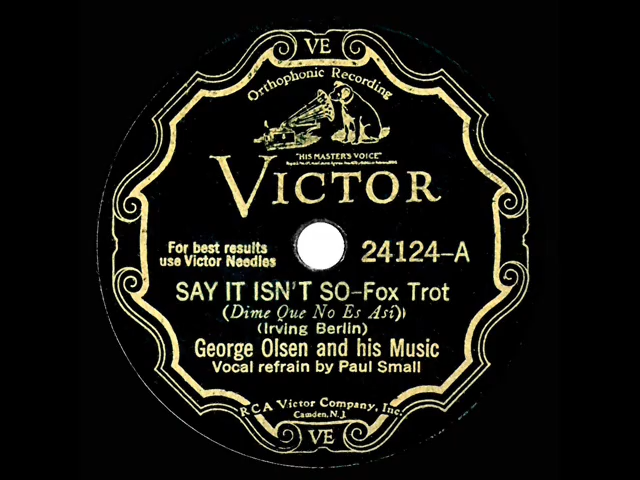 VE
Orthophonic Recording
"HIS MASTER'S VOICE"
VICTOR
For best results
use Victor Needles
24124-A
SAY IT ISN'T SO-Fox Trot
(Dime Que No Es Así)
(Irving Berlin)
George Olsen and his Music
Vocal refrain by Paul Small
RCA Victor Company, Inc.
Camden, N.J.
VE